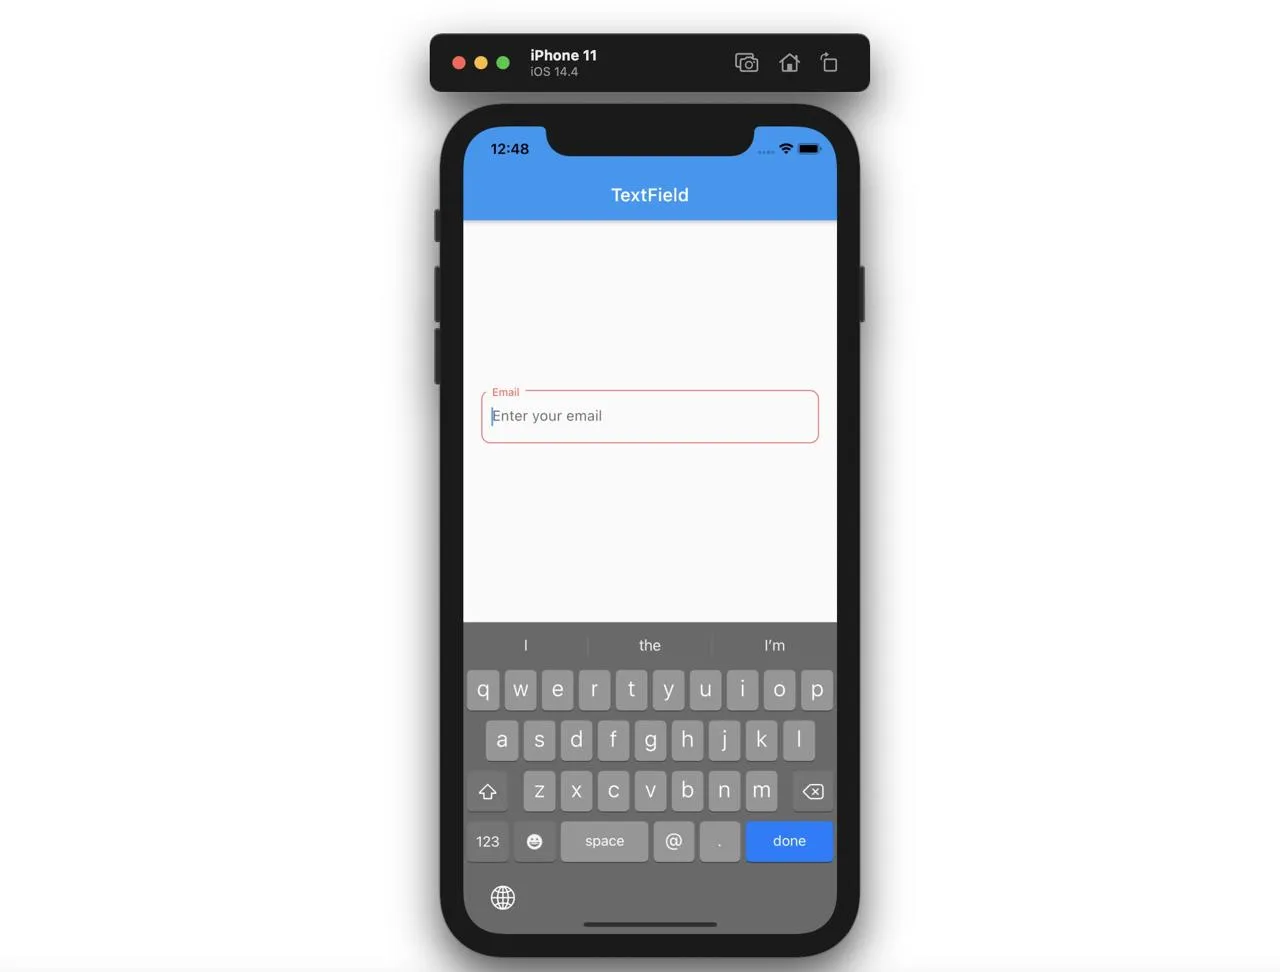 iPhone 11
iOS 14.4
12:48
TextField
Email
Enter your email
I the I'm
q w e r t y u i o p
a s d f g h j k l
z x c v b n m
123 space @ . done